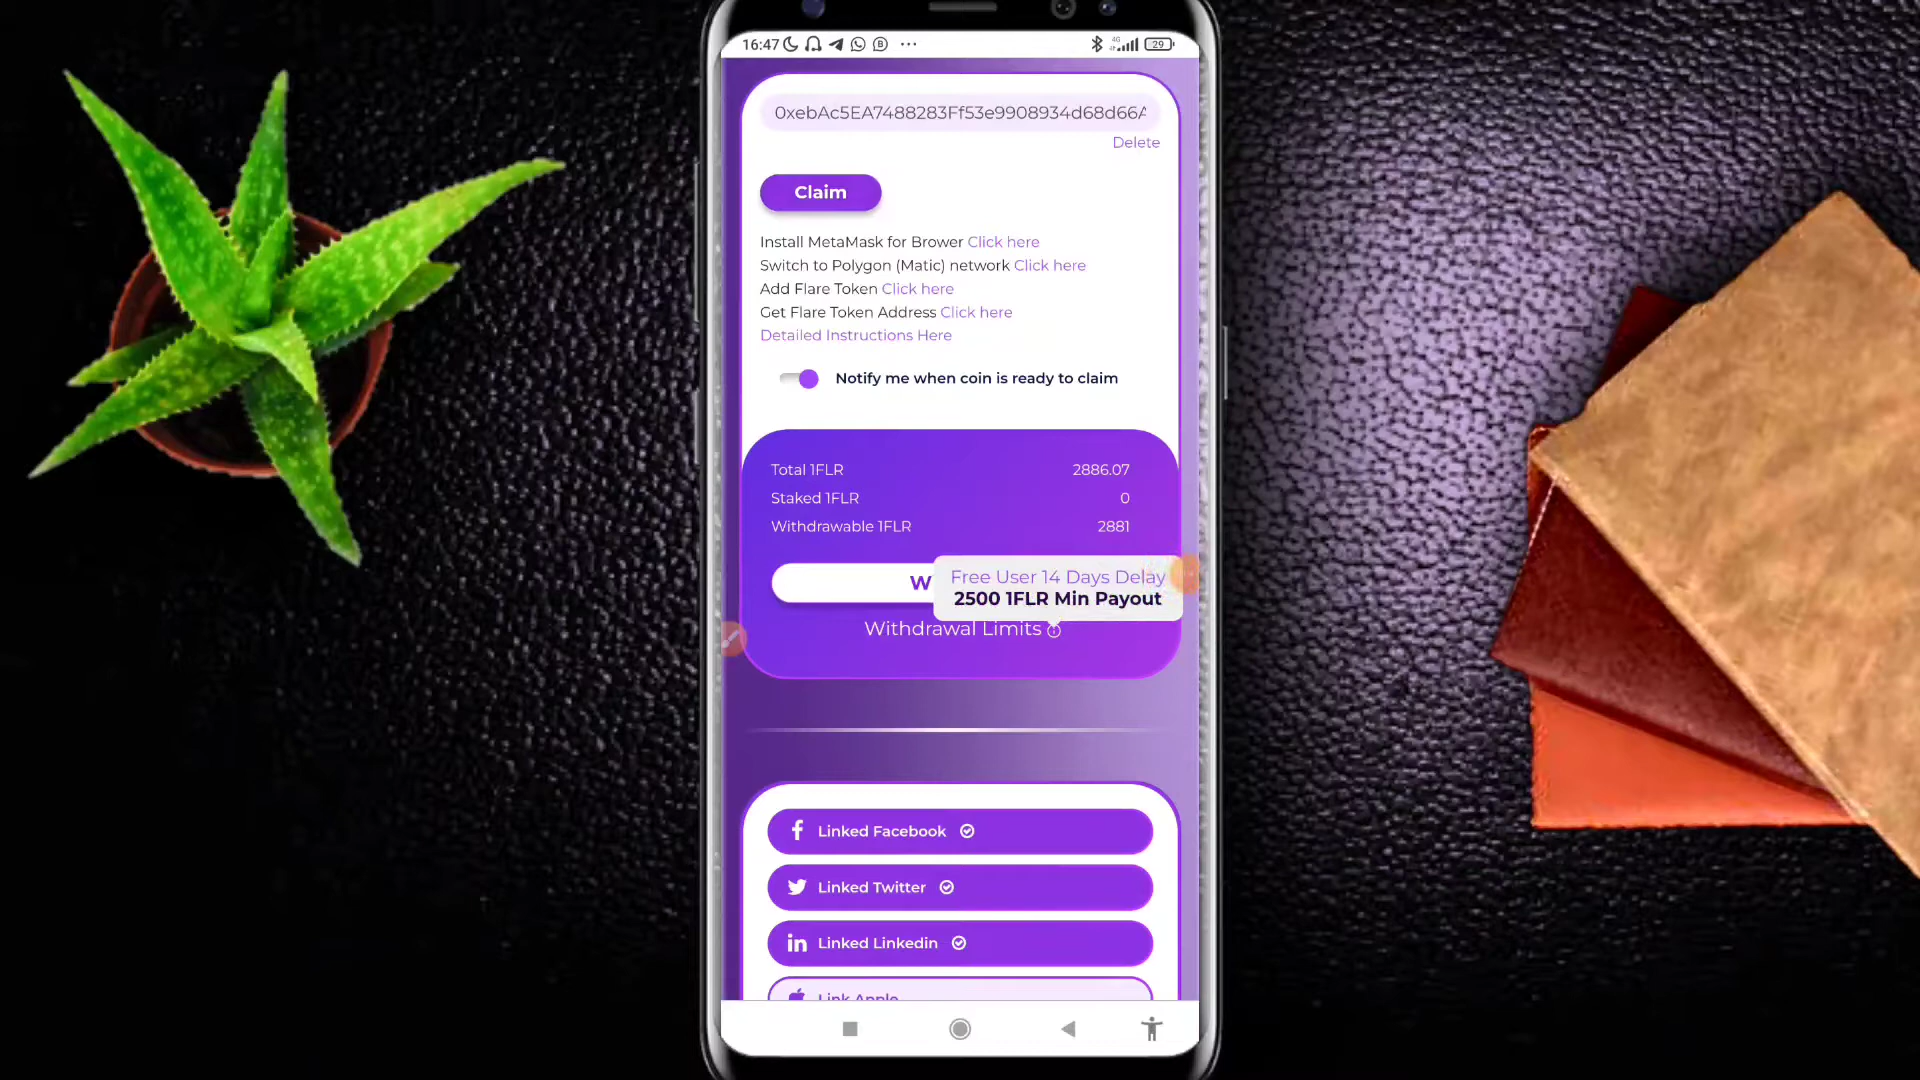 16:47
4G
29
0xebAc5EA7488283Ff53e9908934d68d66A
Delete
Claim
Install MetaMask for Brower Click here
Switch to Polygon (Matic) network Click here
Add Flare Token Click here
Get Flare Token Address Click here
Detailed Instructions Here
Notify me when coin is ready to claim
Total 1FLR 2886.07
Staked 1FLR 0
Withdrawable 1FLR 2881
W
Free User 14 Days Delay
2500 1FLR Min Payout
Withdrawal Limits
Linked Facebook
Linked Twitter
Linked Linkedin
Link Apple